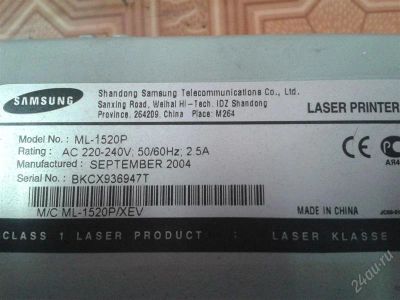 SAMSUNG
Shandong Samsung Telecommunications Co., Ltd.
Sanxing Road, Weihai Hi-Tech. IDZ Shandong
Province, 264209, China Place: M264
LASER PRINTER
Model No.: ML-1520P
Rating: AC 220-240V; 50/60Hz; 2.5A
Manufactured: SEPTEMBER 2004
Serial No.: BKCX936947T
CE
M/C ML-1520P/XEV
MADE IN CHINA
CLASS 1 LASER PRODUCT : LASER KLASSE
24au.ru